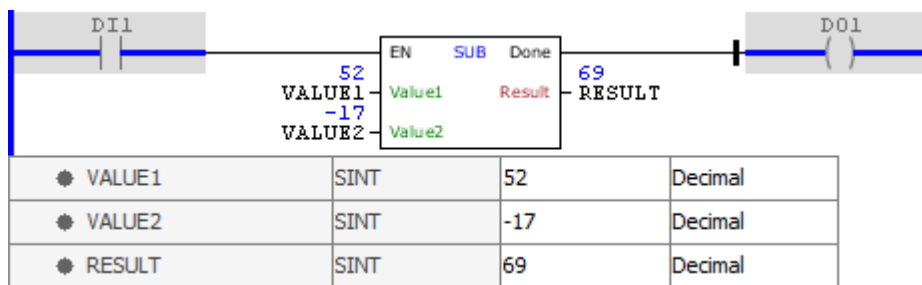 DI1 DO1
EN SUB Done
52 69
VALUE1 Value1 Result RESULT
-17
VALUE2 Value2
VALUE1 SINT 52 Decimal
VALUE2 SINT -17 Decimal
RESULT SINT 69 Decimal